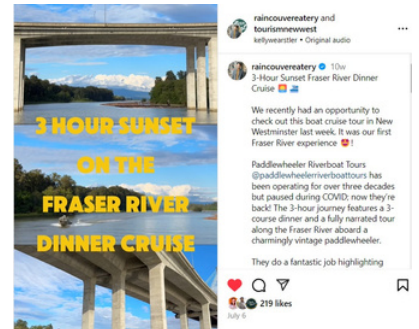 3 HOUR SUNSET
ON THE
FRASER RIVER
DINNER CRUISE
raincouvereatery and
tourismnewwest
kellywearstler • Original audio
raincouvereatery 10w
3-Hour Sunset Fraser River Dinner
Cruise 🌅 🚢
We recently had an opportunity to
check out this boat cruise tour in New
Westminster last week. It was our first
Fraser River experience 😍!
Paddlewheeler Riverboat Tours
@paddlewheelerriverboattours has
been operating for over three decades
but paused during COVID; now they're
back! The 3-hour journey features a 3-
course dinner and a fully narrated tour
along the Fraser River aboard a
charmingly vintage paddlewheeler.
They do a fantastic job highlighting
219 likes
July 6